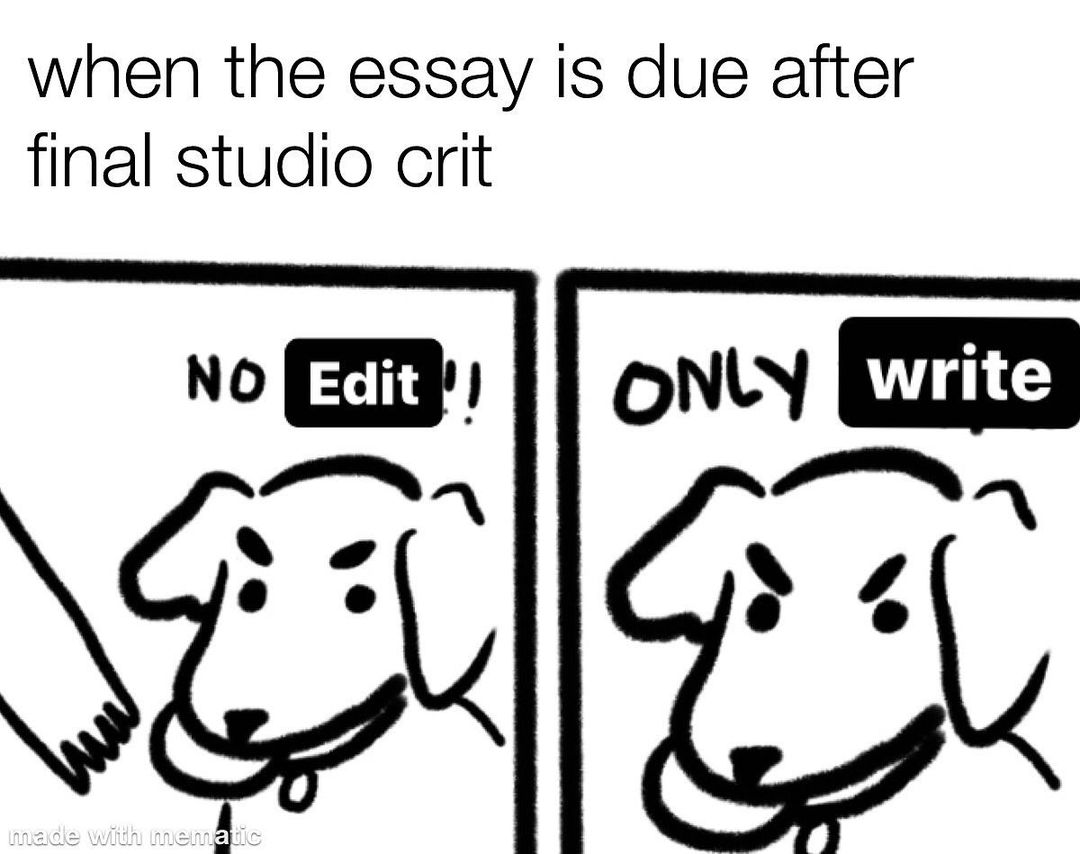 when the essay is due after
final studio crit
NO Edit !!
ONLY write
made with mematic